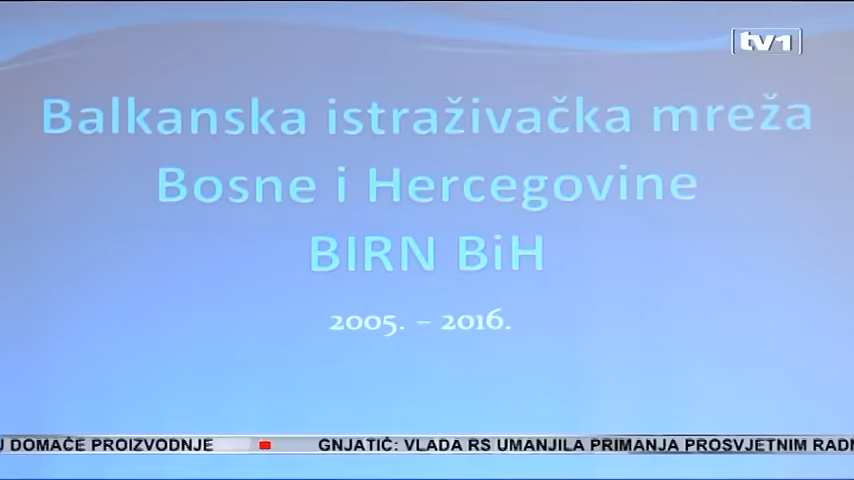 tv1
Balkanska istraživačka mreža
Bosne i Hercegovine
BIRN BiH
2005. – 2016.
U DOMAĆE PROIZVODNJE
GNJATIĆ: VLADA RS UMANJILA PRIMANJA PROSVJETNIM RADN